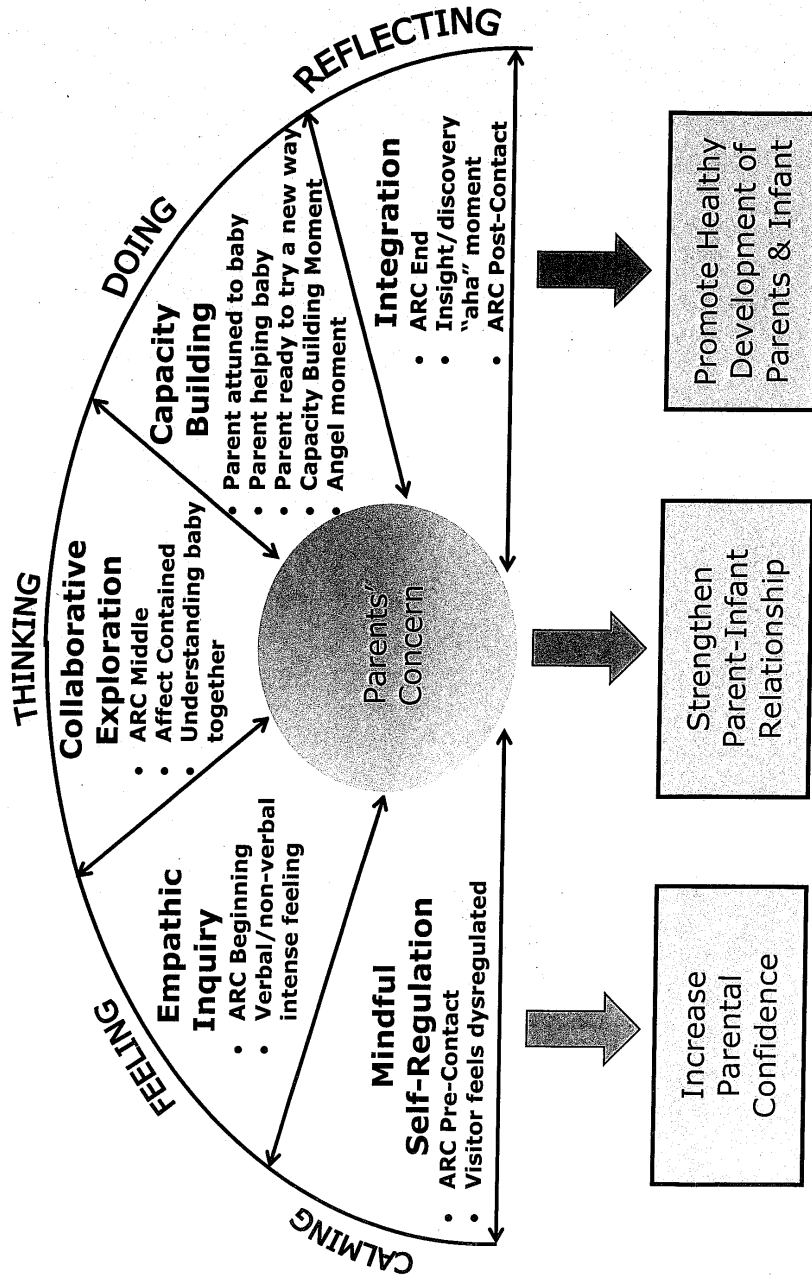 CALMING
FEELING
THINKING
DOING
REFLECTING
Mindful
Self-Regulation
• ARC Pre-Contact
• Visitor feels dysregulated
Empathic
Inquiry
• ARC Beginning
• Verbal/non-verbal
intense feeling
Collaborative
Exploration
• ARC Middle
• Affect Contained
• Understanding baby
together
Capacity
Building
• Parent attuned to baby
• Parent helping baby
• Parent ready to try a new way
• Capacity Building Moment
• Angel moment
Integration
• ARC End
• Insight/discovery
"aha" moment
• ARC Post-Contact
Parents'
Concern
Increase
Parental
Confidence
Strengthen
Parent-Infant
Relationship
Promote Healthy
Development of
Parents & Infant